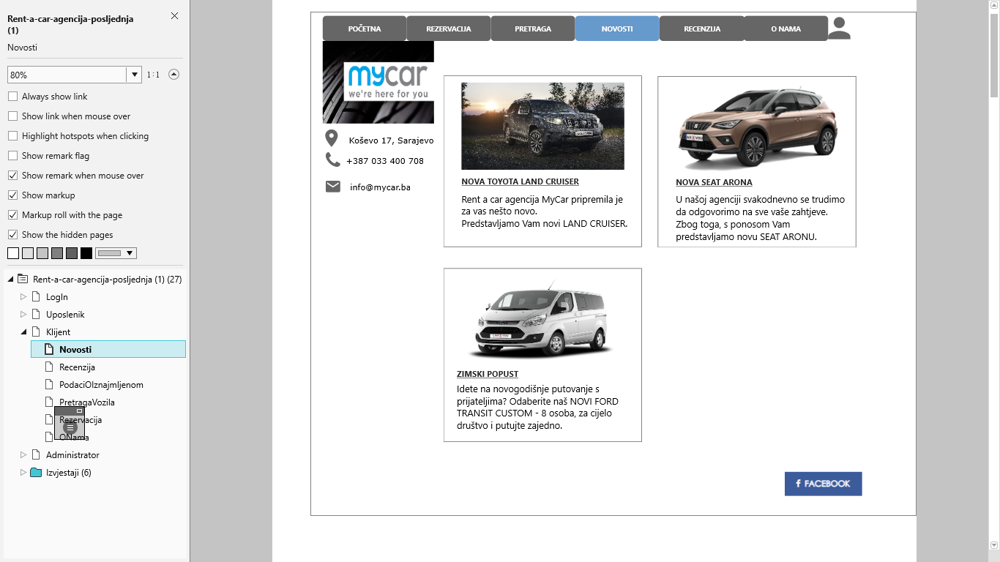 Rent-a-car-agencija-posljednja
(1)
Novosti
80%
1:1
Always show link
Show link when mouse over
Highlight hotspots when clicking
Show remark flag
Show remark when mouse over
Show markup
Markup roll with the page
Show the hidden pages
Rent-a-car-agencija-posljednja (1) (27)
LogIn
Uposlenik
Klijent
Novosti
Recenzija
PodaciOIznajmljenom
PretragaVozila
Rezervacija
ONama
Administrator
Izvjestaji (6)
POČETNA
REZERVACIJA
PRETRAGA
NOVOSTI
RECENZIJA
O NAMA
mycar
we're here for you
Koševo 17, Sarajevo
+387 033 400 708
info@mycar.ba
NOVA TOYOTA LAND CRUISER
Rent a car agencija MyCar pripremila je
za vas nešto novo.
Predstavljamo Vam novi LAND CRUISER.
NOVA SEAT ARONA
U našoj agenciji svakodnevno se trudimo
da odgovorimo na sve vaše zahtjeve.
Zbog toga, s ponosom Vam
predstavljamo novu SEAT ARONU.
ZIMSKI POPUST
Idete na novogodišnje putovanje s
prijateljima? Odaberite naš NOVI FORD
TRANSIT CUSTOM - 8 osoba, za cijelo
društvo i putujte zajedno.
f FACEBOOK